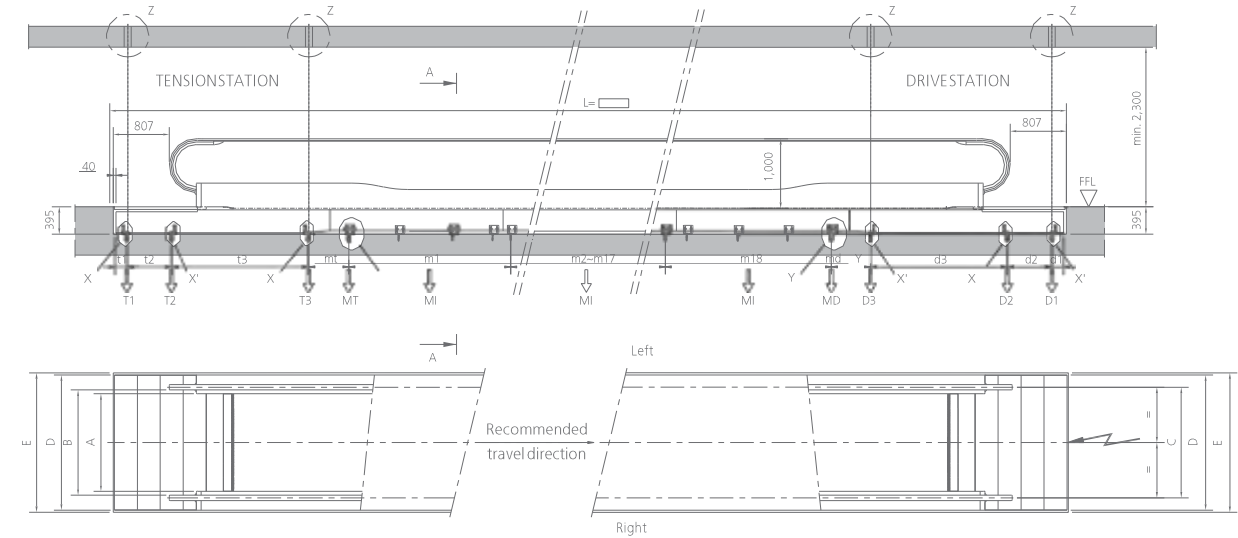 Z Z Z Z
TENSIONSTATION A DRIVESTATION
L=
807 807
min. 2,300
1,000
40
FFL
395 395
t1 t2 t3 mt m1 m2~m17 m18 md Y d3 d2 d1
X X' X Y X' X X'
T1 T2 T3 MT MI MI MI MD D3 D2 D1
A
Left
E D B A
Recommended
travel direction
= = C D E
Right